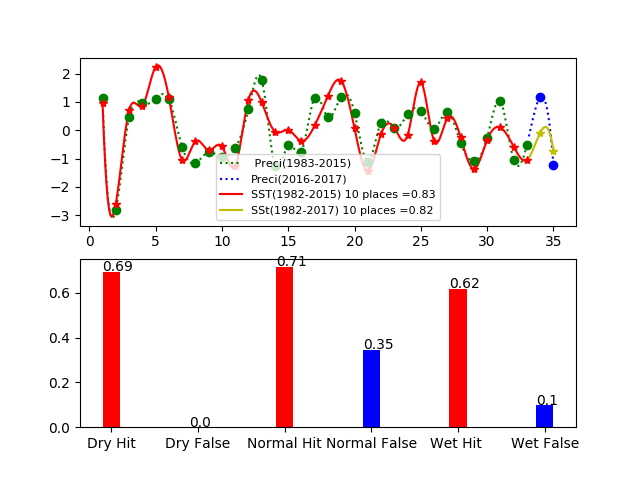 2
1
0
−1
−2
−3
Preci(1983-2015)
Preci(2016-2017)
SST(1982-2015) 10 places =0.83
SSt(1982-2017) 10 places =0.82
0 5 10 15 20 25 30 35
0.6
0.4
0.2
0.0
0.69
0.0
0.71
0.35
0.62
0.1
Dry Hit Dry False Normal Hit Normal False Wet Hit Wet False